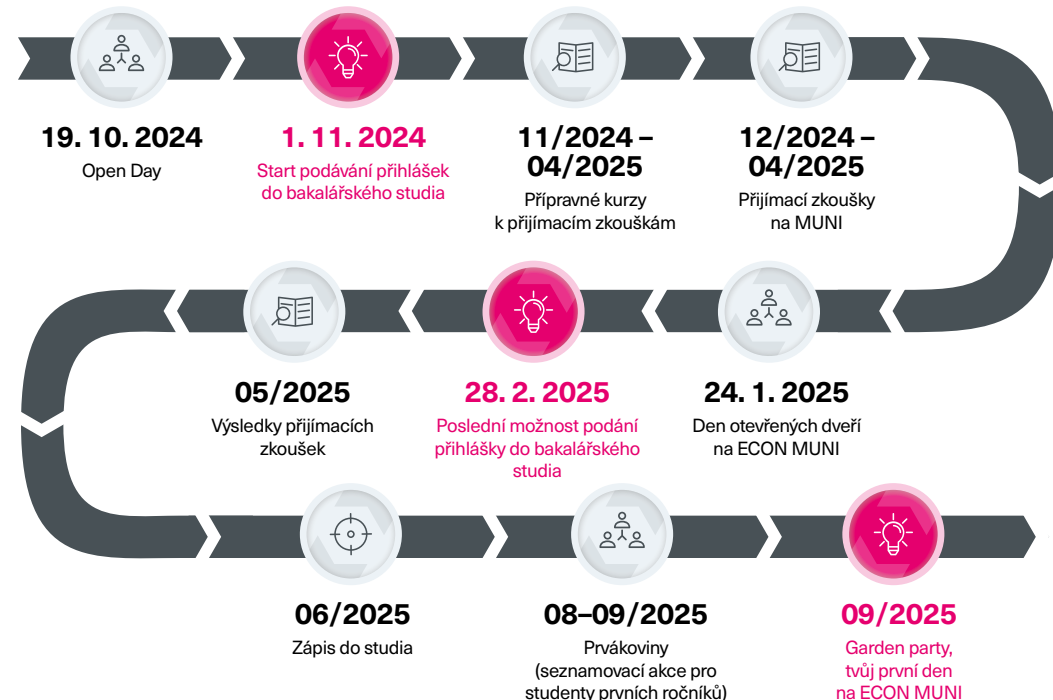 19. 10. 2024
Open Day
1. 11. 2024
Start podávání přihlášek
do bakalářského studia
11/2024 –
04/2025
Přípravné kurzy
k přijímacím zkouškám
12/2024 –
04/2025
Přijímací zkoušky
na MUNI
24. 1. 2025
Den otevřených dveří
na ECON MUNI
28. 2. 2025
Poslední možnost podání
přihlášky do bakalářského
studia
05/2025
Výsledky přijímacích
zkoušek
06/2025
Zápis do studia
08–09/2025
Prvákoviny
(seznamovací akce pro
studenty prvních ročníků)
09/2025
Garden party,
tvůj první den
na ECON MUNI